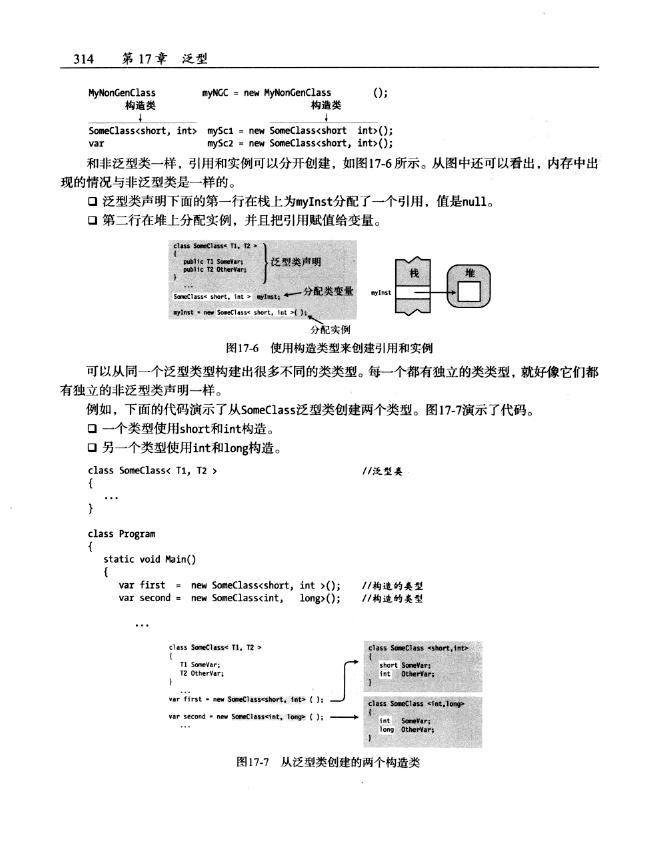 314 第17章 泛型
MyNonGenClass myNGC = new MyNonGenClass ();
构造类 构造类
↓ ↓
SomeClass<short, int> mySc1 = new SomeClass<short int>();
var mySc2 = new SomeClass<short, int>();
和非泛型类一样，引用和实例可以分开创建，如图17-6所示。从图中还可以看出，内存中出
现的情况与非泛型类是一样的。
❑ 泛型类声明下面的第一行在栈上为myInst分配了一个引用，值是null。
❑ 第二行在堆上分配实例，并且把引用赋值给变量。
class SomeClass< T1, T2 >
{
public T1 SomeVar;
public T2 OtherVar;
}
泛型类声明
...
SomeClass< short, int > myInst;
分配类变量
myInst = new SomeClass< short, int >( );
分配实例
myInst
栈
堆
图17-6 使用构造类型来创建引用和实例
可以从同一个泛型类型构建出很多不同的类类型。每一个都有独立的类类型，就好像它们都
有独立的非泛型类声明一样。
例如，下面的代码演示了从SomeClass泛型类创建两个类型。图17-7演示了代码。
❑ 一个类型使用short和int构造。
❑ 另一个类型使用int和long构造。
class SomeClass< T1, T2 > //泛型类
{
...
}
class Program
{
static void Main()
{
var first = new SomeClass<short, int >(); //构造的类型
var second = new SomeClass<int, long>(); //构造的类型
...
class SomeClass< T1, T2 >
{
T1 SomeVar;
T2 OtherVar;
}
...
var first = new SomeClass<short, int> ( );
var second = new SomeClass<int, long> ( );
...
class SomeClass <short,int>
{
short SomeVar;
int OtherVar;
}
class SomeClass <int,long>
{
int SomeVar;
long OtherVar;
}
图17-7 从泛型类创建的两个构造类